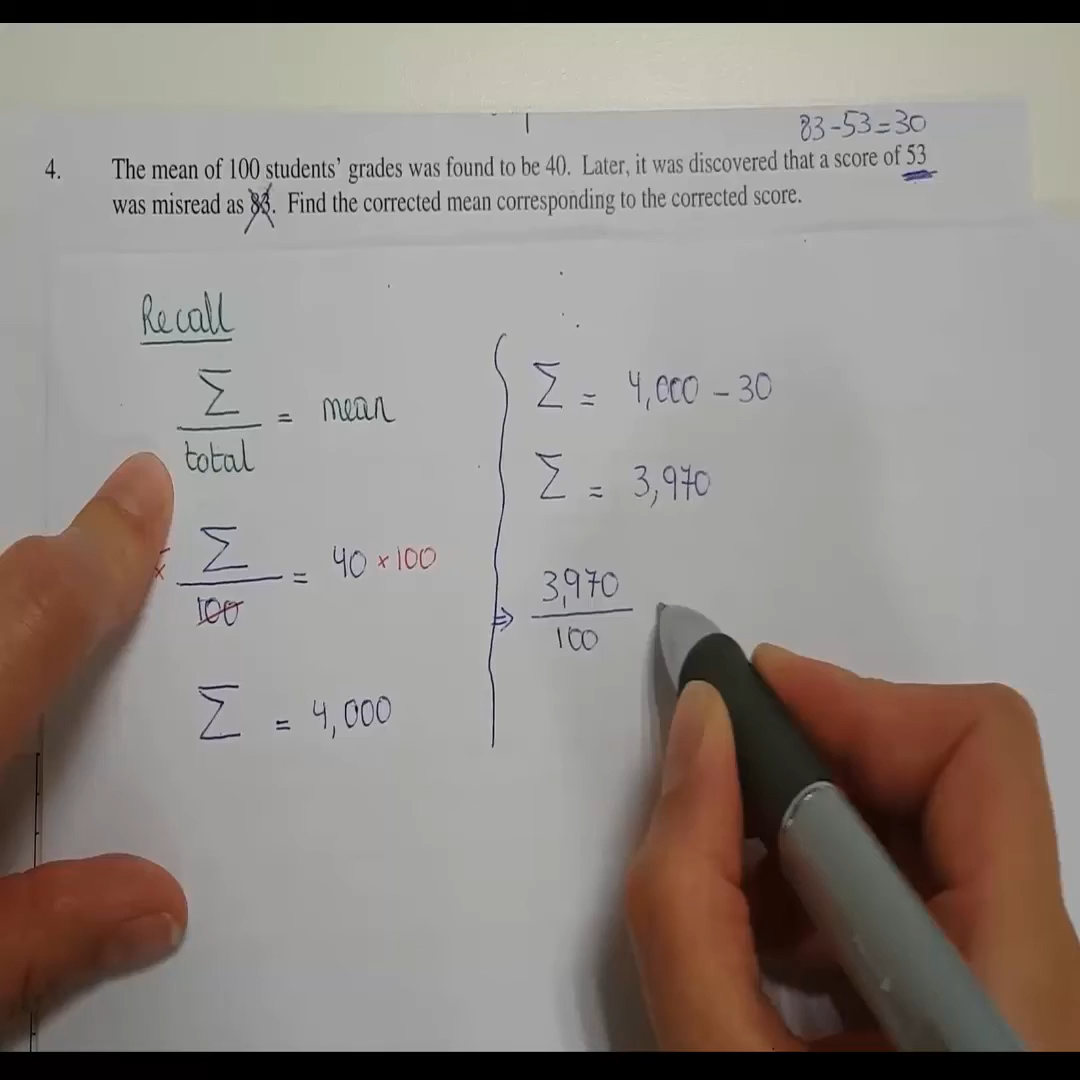 83-53=30
4. The mean of 100 students' grades was found to be 40. Later, it was discovered that a score of 53
was misread as 83. Find the corrected mean corresponding to the corrected score.
Recall
Σ/total = mean
× Σ/100 = 40 × 100
Σ = 4,000
Σ = 4,000 - 30
Σ = 3,970
⇒ 3,970/100